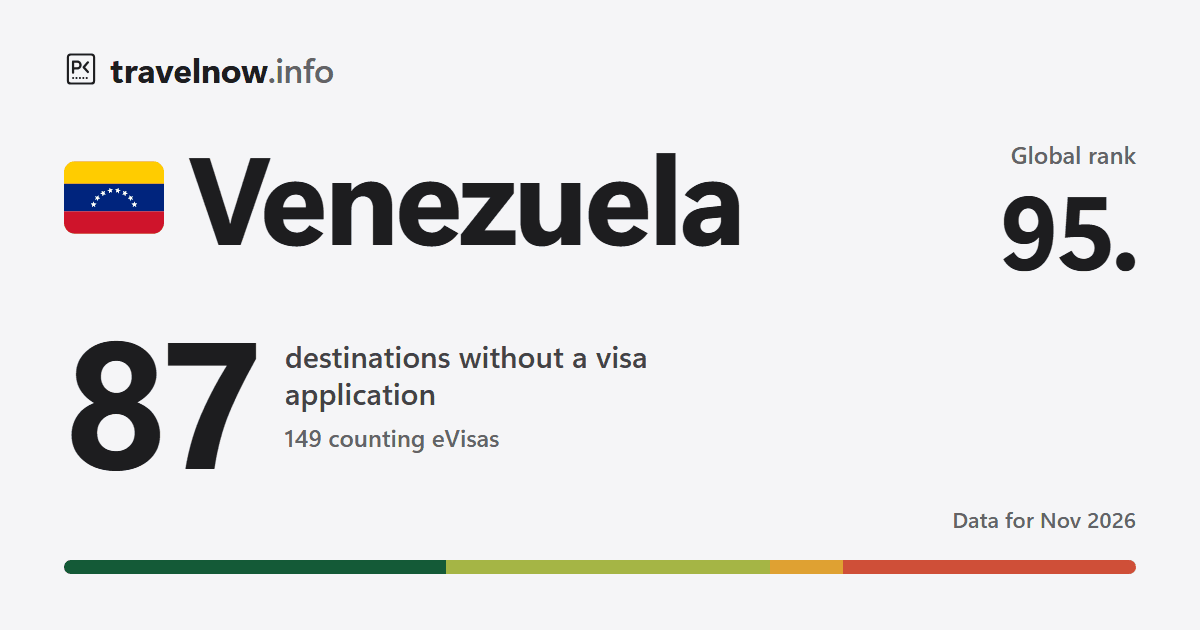 travelnow.info
Venezuela
Global rank
95.
87
destinations without a visa
application
149 counting eVisas
Data for Nov 2026